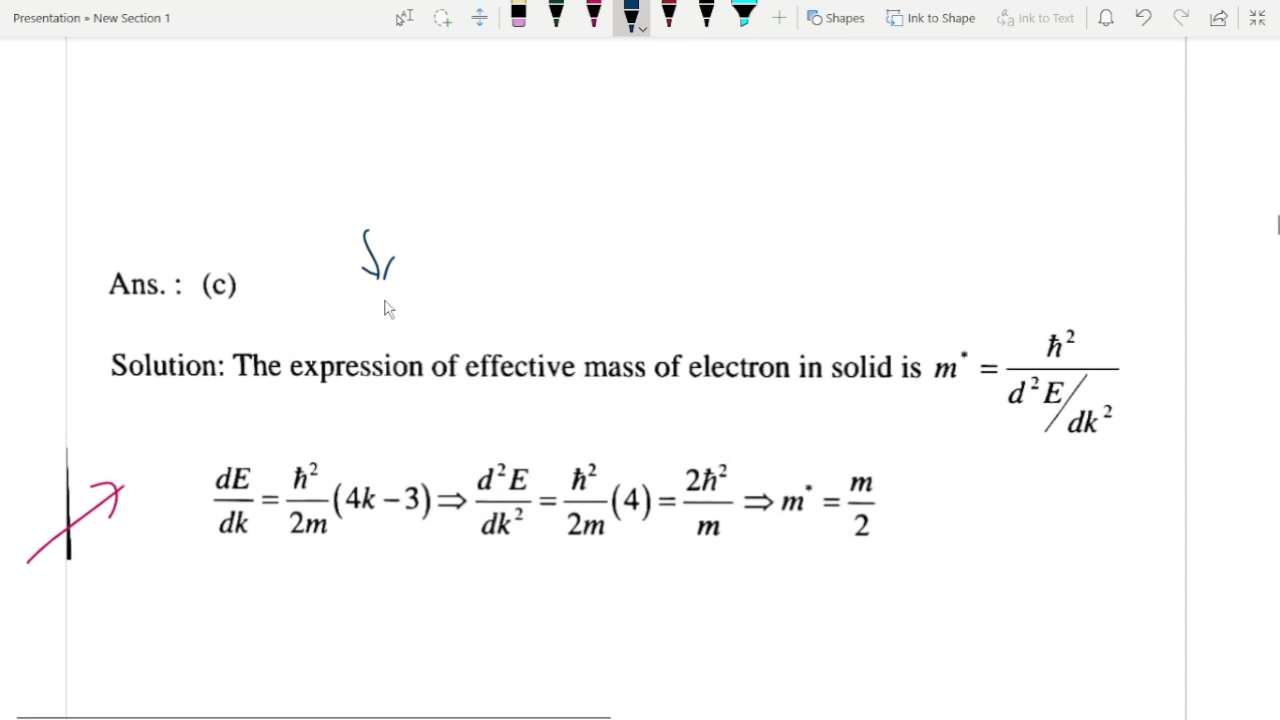 Presentation » New Section 1
Shapes
Ink to Shape
Ink to Text
Ans. : (c)
Solution: The expression of effective mass of electron in solid is m* = ħ² / d²E/dk²
dE/dk = ħ²/2m (4k − 3) ⇒ d²E/dk² = ħ²/2m (4) = 2ħ²/m ⇒ m* = m/2